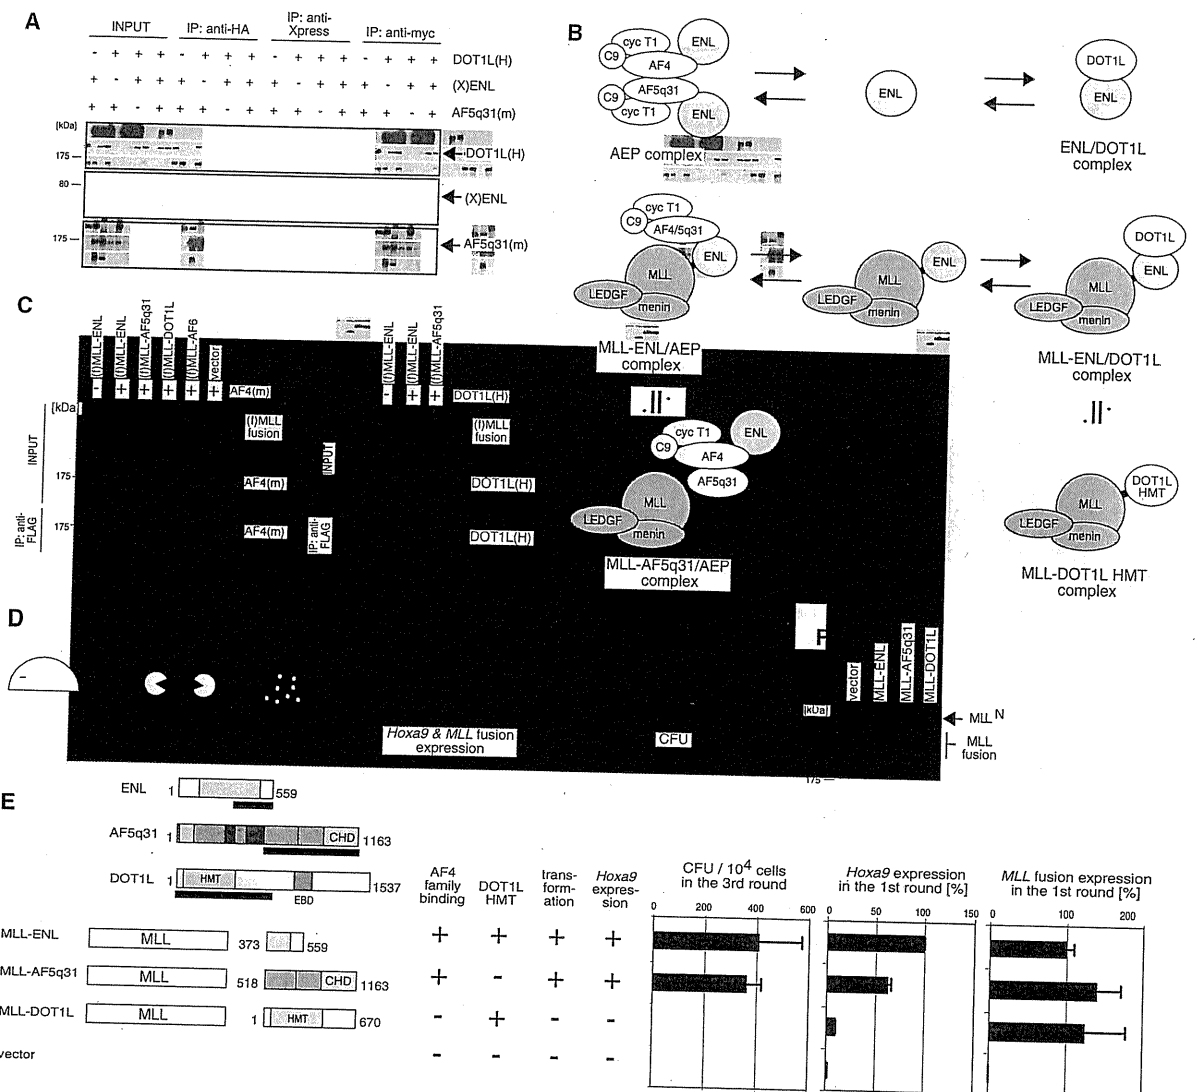 A
INPUT
IP: anti-HA
IP: anti-
Xpress
IP: anti-myc
- + + + - + + + - + + + - + + + DOT1L(H)
+ - + + + - + + + - + + + - + + (X)ENL
+ + - + + + - + + + - + + + - + AF5q31(m)
[kDa]
175
DOT1L(H)
80
(X)ENL
175
AF5q31(m)
B
cyc T1
C9
AF4
ENL
AF5q31
C9
cyc T1
ENL
AEP complex
ENL
DOT1L
ENL
ENL/DOT1L
complex
cyc T1
C9
AF4/5q31
ENL
MLL
LEDGF
menin
MLL-ENL/AEP
complex
ENL
MLL
LEDGF
menin
DOT1L
ENL
MLL
LEDGF
menin
MLL-ENL/DOT1L
complex
cyc T1
ENL
C9
AF4
AF5q31
MLL
LEDGF
menin
MLL-AF5q31/AEP
complex
DOT1L
HMT
MLL
LEDGF
menin
MLL-DOT1L HMT
complex
C
(f)MLL-ENL
(f)MLL-ENL
(f)MLL-AF5q31
(f)MLL-DOT1L
(f)MLL-AF6
vector
- + + + + + AF4(m)
[kDa]
INPUT
(f)MLL
fusion
175
AF4(m)
IP: anti-
FLAG
175
AF4(m)
(f)MLL-ENL
(f)MLL-ENL
(f)MLL-AF5q31
- + + DOT1L(H)
INPUT
(f)MLL
fusion
DOT1L(H)
IP: anti-
FLAG
DOT1L(H)
D
Hoxa9 & MLL fusion
expression
CFU
F
vector
MLL-ENL
MLL-AF5q31
MLL-DOT1L
[kDa]
MLL N
MLL
fusion
175
E
ENL 1 559
AF5q31 1 CHD 1163
DOT1L 1 HMT 1537
EBD
AF4
family
binding
DOT1L
HMT
trans-
form-
ation
Hoxa9
expres-
sion
CFU / 10⁴ cells
in the 3rd round
0 200 400 600
Hoxa9 expression
in the 1st round [%]
0 50 100 150
MLL fusion expression
in the 1st round [%]
0 100 200
MLL-ENL MLL 373 559 + + + +
MLL-AF5q31 MLL 518 CHD 1163 + - + +
MLL-DOT1L MLL 1 HMT 670 - + - -
vector - - - -